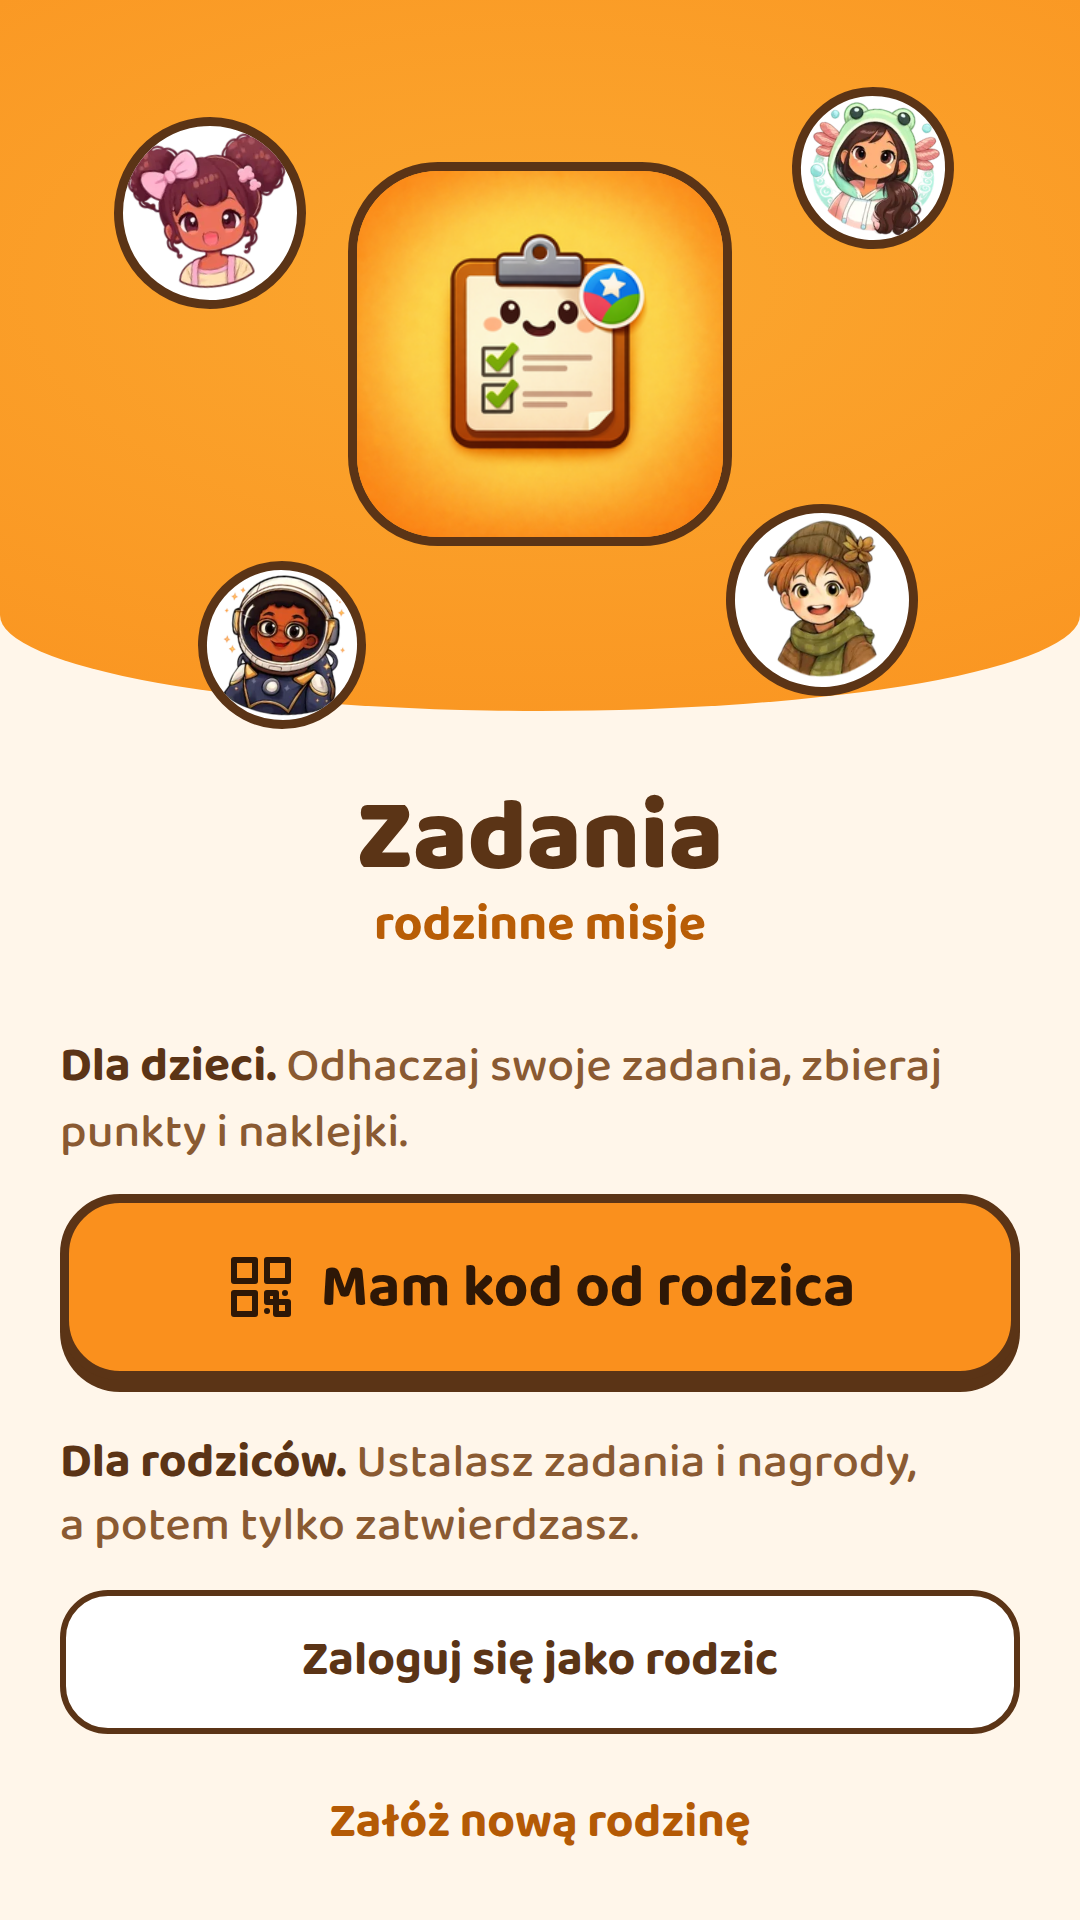 Zadania
rodzinne misje
Dla dzieci. Odhaczaj swoje zadania, zbieraj
punkty i naklejki.
Mam kod od rodzica
Dla rodziców. Ustalasz zadania i nagrody,
a potem tylko zatwierdzasz.
Zaloguj się jako rodzic
Załóż nową rodzinę